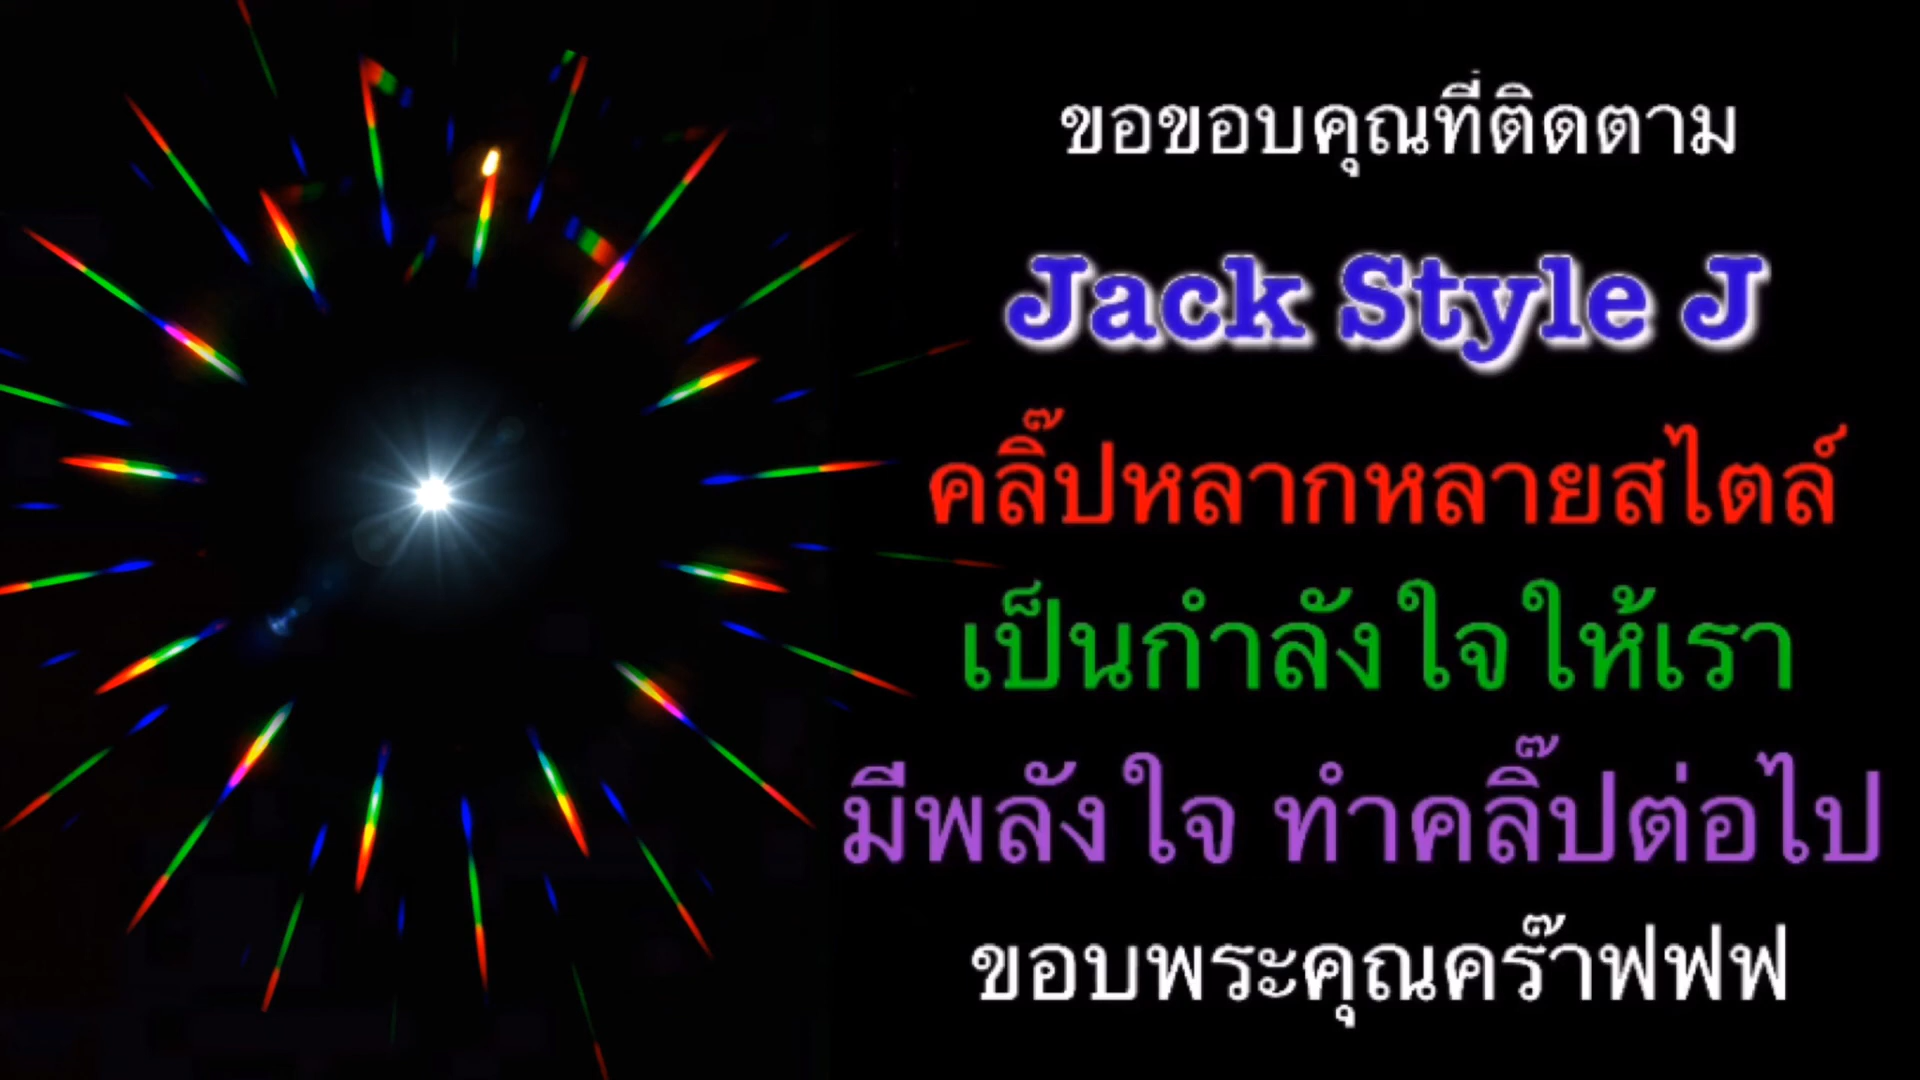 ขอขอบคุณที่ติดตาม
Jack Style J
คลิ๊ปหลากหลายสไตล์
เป็นกำลังใจให้เรา
มีพลังใจ ทำคลิ๊ปต่อไป
ขอบพระคุณคร๊าฟฟฟ